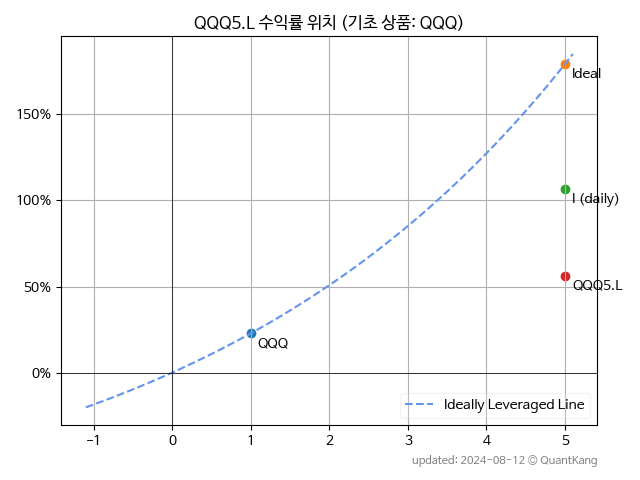 QQQ5.L 수익률 위치 (기초 상품: QQQ)
150%
100%
50%
0%
Ideal
I (daily)
QQQ5.L
QQQ
Ideally Leveraged Line
-1
0
1
2
3
4
5
updated: 2024-08-12 © QuantKang